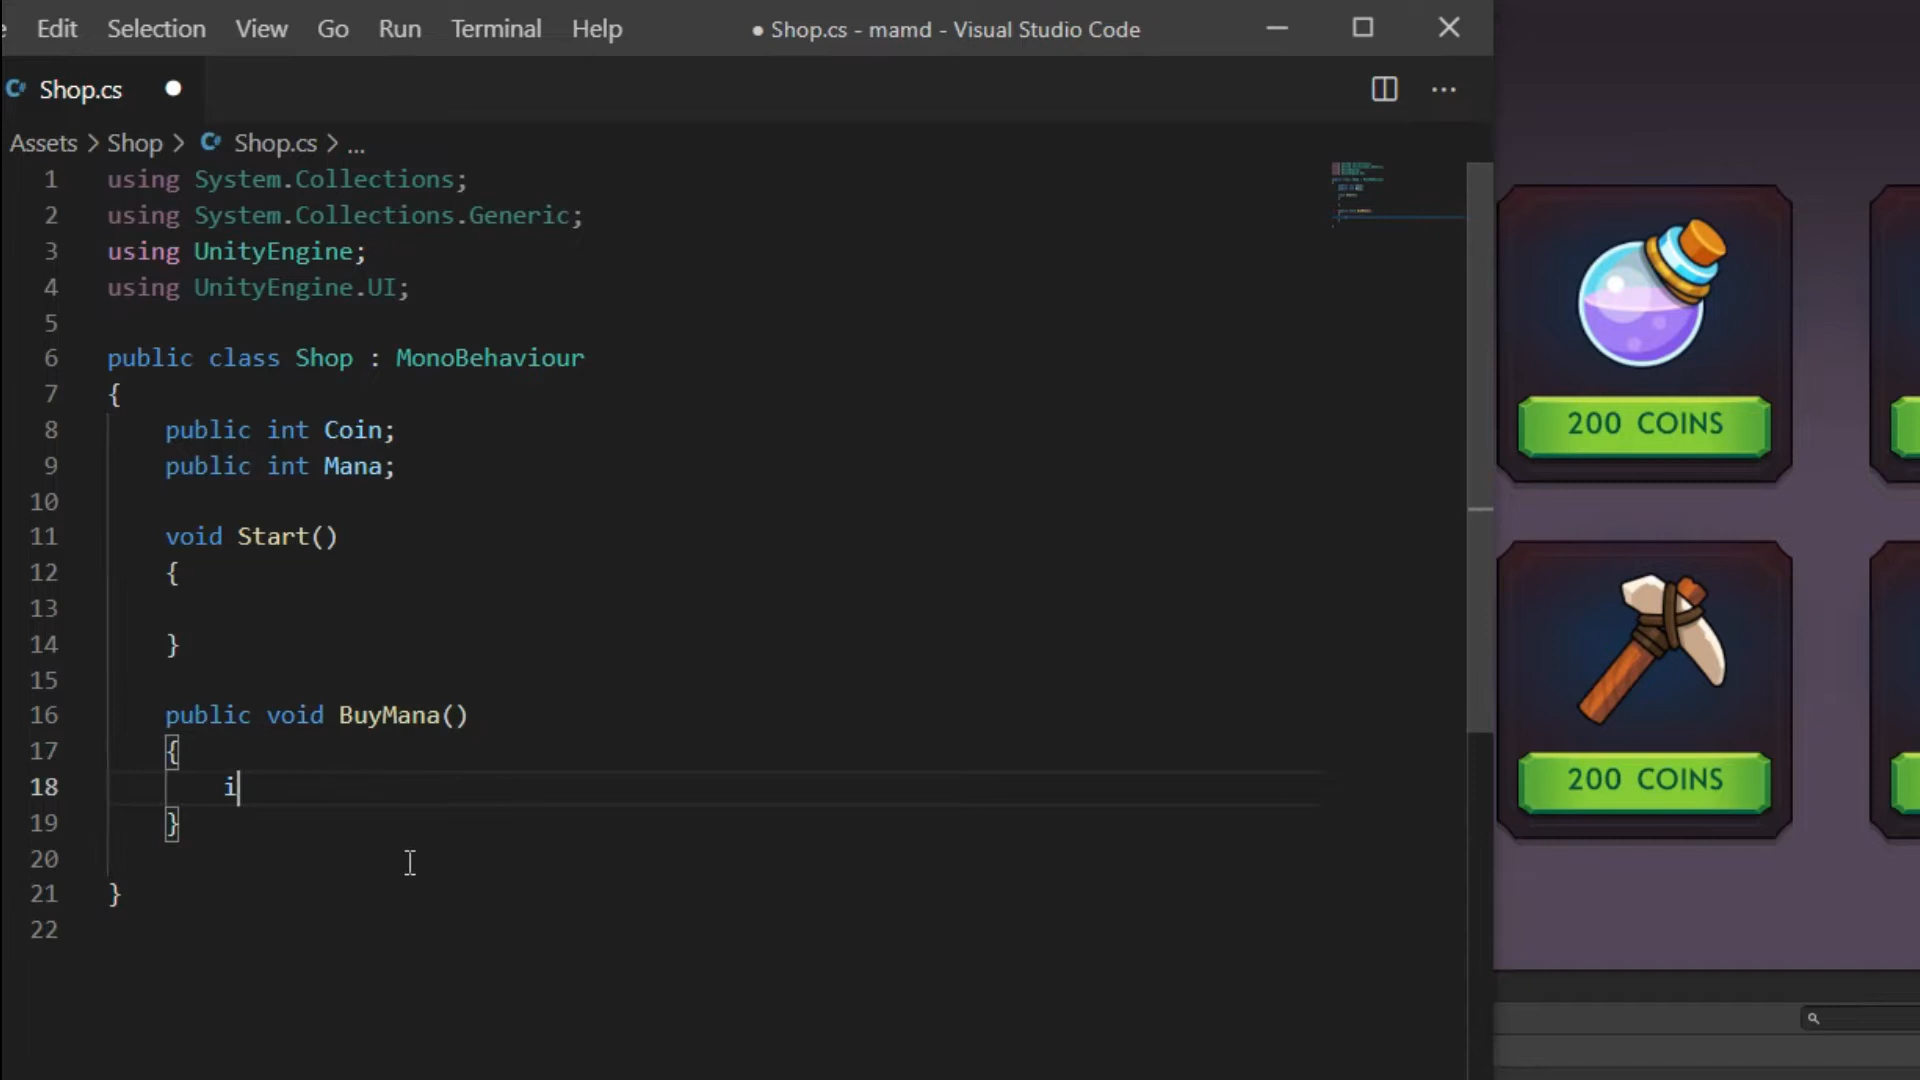 Edit Selection View Go Run Terminal Help ● Shop.cs - mamd - Visual Studio Code
Shop.cs
Assets > Shop > Shop.cs > ...
1 using System.Collections;
2 using System.Collections.Generic;
3 using UnityEngine;
4 using UnityEngine.UI;
5
6 public class Shop : MonoBehaviour
7 {
8 public int Coin;
9 public int Mana;
10
11 void Start()
12 {
13
14 }
15
16 public void BuyMana()
17 {
18 i
19 }
20
21 }
22
200 COINS
200 COINS